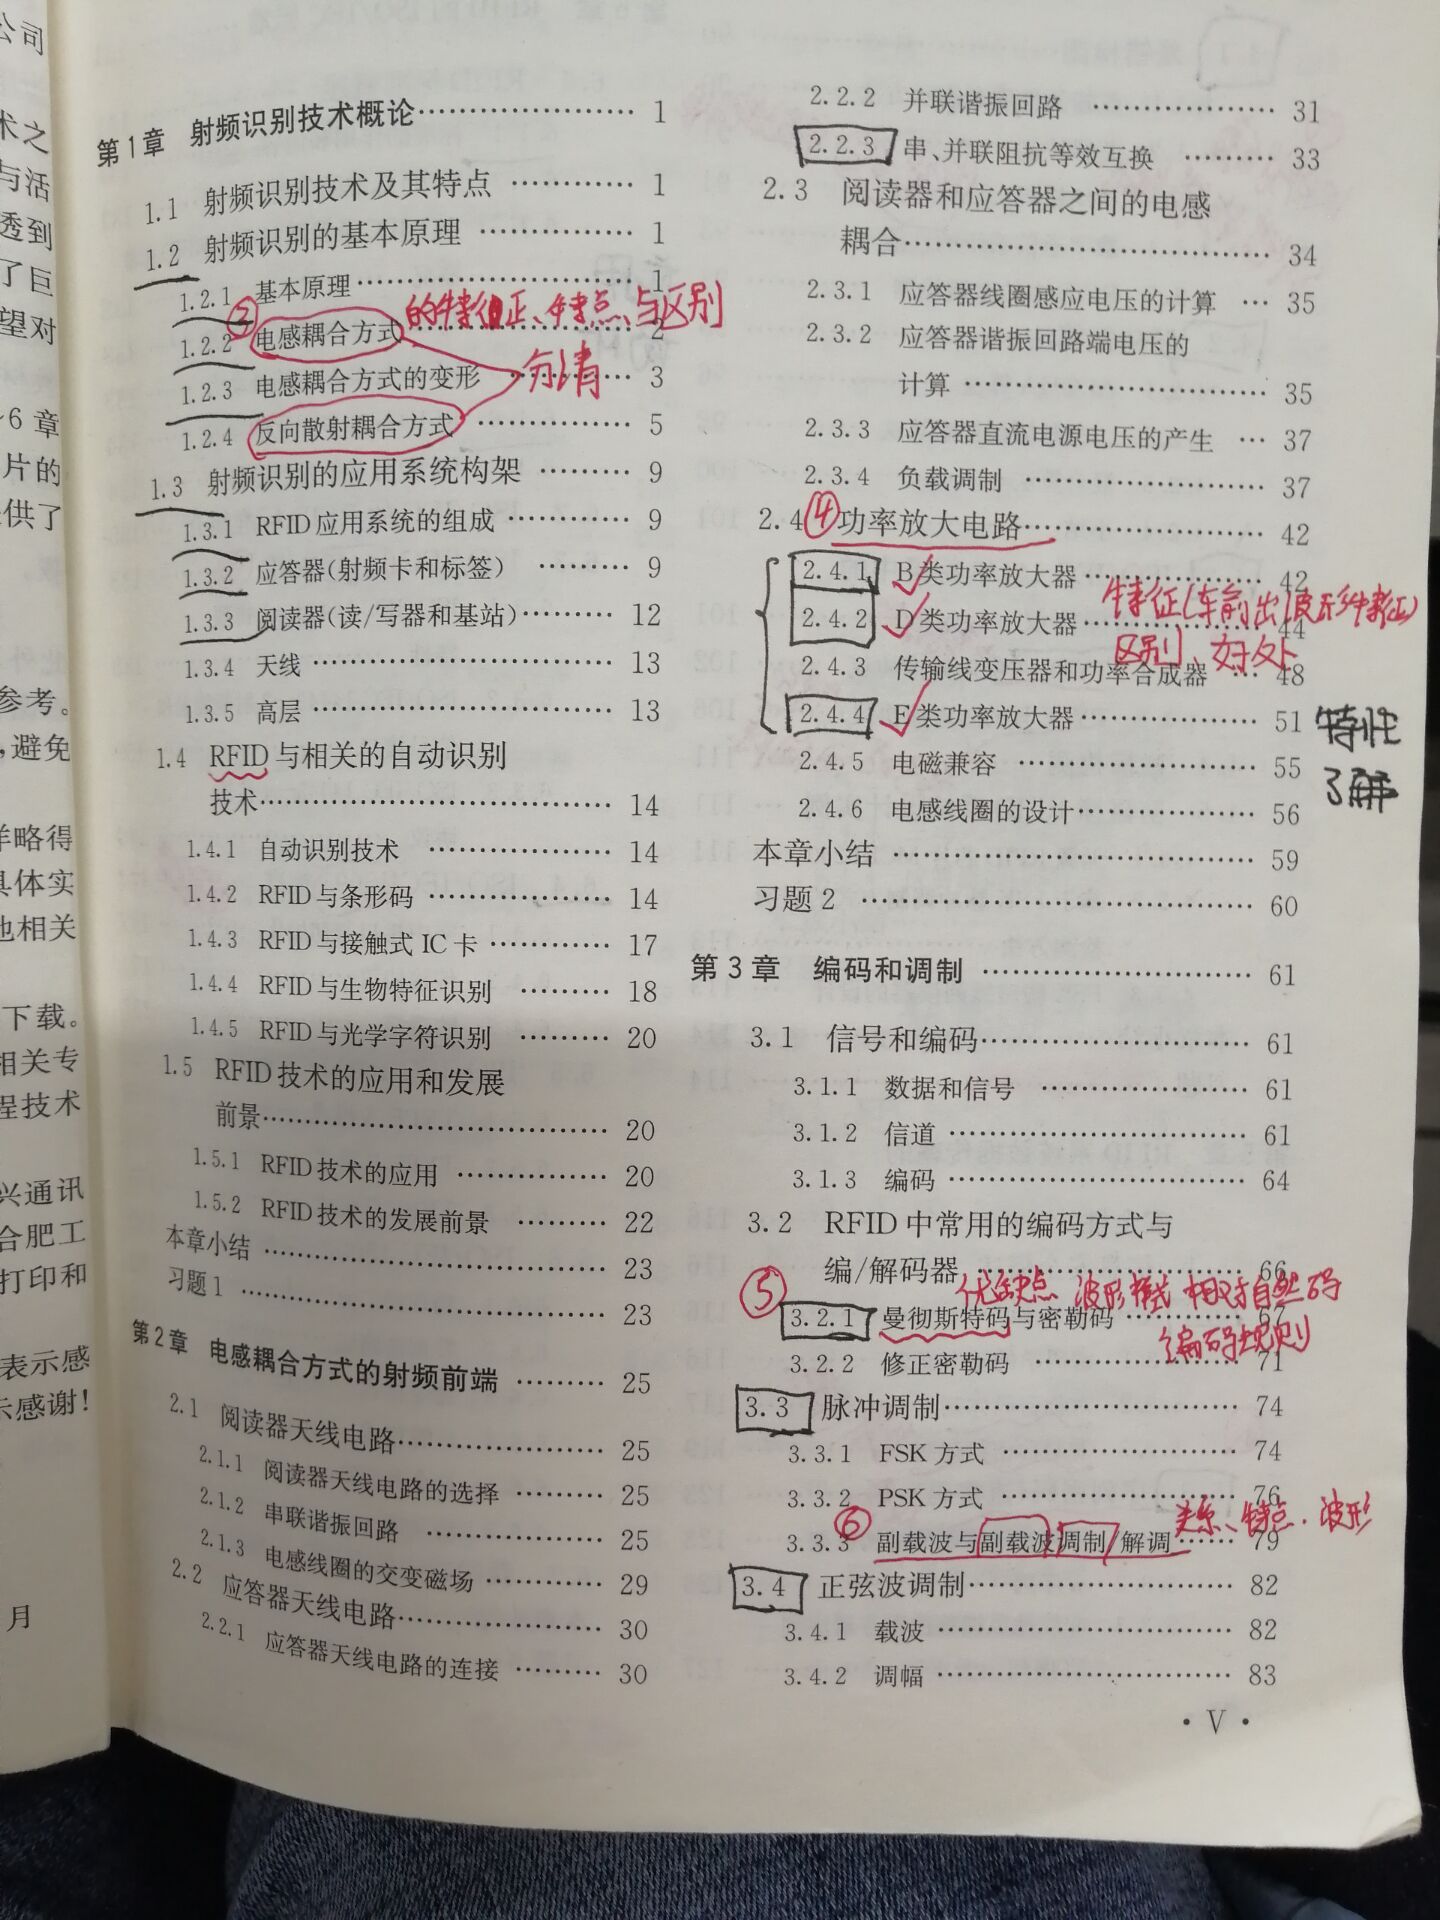 公司
术之
与活
透到
了巨
望对
6章
片的
供了
参考。
,避免
详略得
具体实
他相关
下载。
相关专
程技术
兴通讯
合肥工
打印和
表示感
示感谢!
月
第1章 射频识别技术概论 1
1.1 射频识别技术及其特点 1
1.2 射频识别的基本原理 1
1.2.1 基本原理 1
② 的特征、特点、与区别
1.2.2 电感耦合方式 2
分清
1.2.3 电感耦合方式的变形 3
1.2.4 反向散射耦合方式 5
1.3 射频识别的应用系统构架 9
1.3.1 RFID应用系统的组成 9
1.3.2 应答器(射频卡和标签) 9
1.3.3 阅读器(读/写器和基站) 12
1.3.4 天线 13
1.3.5 高层 13
1.4 RFID与相关的自动识别
技术 14
1.4.1 自动识别技术 14
1.4.2 RFID与条形码 14
1.4.3 RFID与接触式IC卡 17
1.4.4 RFID与生物特征识别 18
1.4.5 RFID与光学字符识别 20
1.5 RFID技术的应用和发展
前景 20
1.5.1 RFID技术的应用 20
1.5.2 RFID技术的发展前景 22
本章小结 23
习题1 23
第2章 电感耦合方式的射频前端 25
2.1 阅读器天线电路 25
2.1.1 阅读器天线电路的选择 25
2.1.2 串联谐振回路 25
2.1.3 电感线圈的交变磁场 29
2.2 应答器天线电路 30
2.2.1 应答器天线电路的连接 30
2.2.2 并联谐振回路 31
2.2.3 串、并联阻抗等效互换 33
2.3 阅读器和应答器之间的电感
耦合 34
2.3.1 应答器线圈感应电压的计算 35
2.3.2 应答器谐振回路端电压的
计算 35
2.3.3 应答器直流电源电压的产生 37
2.3.4 负载调制 37
2.4 ④ 功率放大电路 42
2.4.1 B类功率放大器 42
特征(输出波形特征)
2.4.2 D类功率放大器 44
区别、好处
2.4.3 传输线变压器和功率合成器 48
2.4.4 E类功率放大器 51
特性
了解
2.4.5 电磁兼容 55
2.4.6 电感线圈的设计 56
本章小结 59
习题2 60
第3章 编码和调制 61
3.1 信号和编码 61
3.1.1 数据和信号 61
3.1.2 信道 61
3.1.3 编码 64
3.2 RFID中常用的编码方式与
编/解码器 66
⑤ 优缺点 波形模式 相对自然码
3.2.1 曼彻斯特码与密勒码 67
编码规则
3.2.2 修正密勒码 71
3.3 脉冲调制 74
3.3.1 FSK方式 74
3.3.2 PSK方式 76
⑥ 关系、特点、波形
3.3.3 副载波与副载波调制/解调 79
3.4 正弦波调制 82
3.4.1 载波 82
3.4.2 调幅 83
· V ·